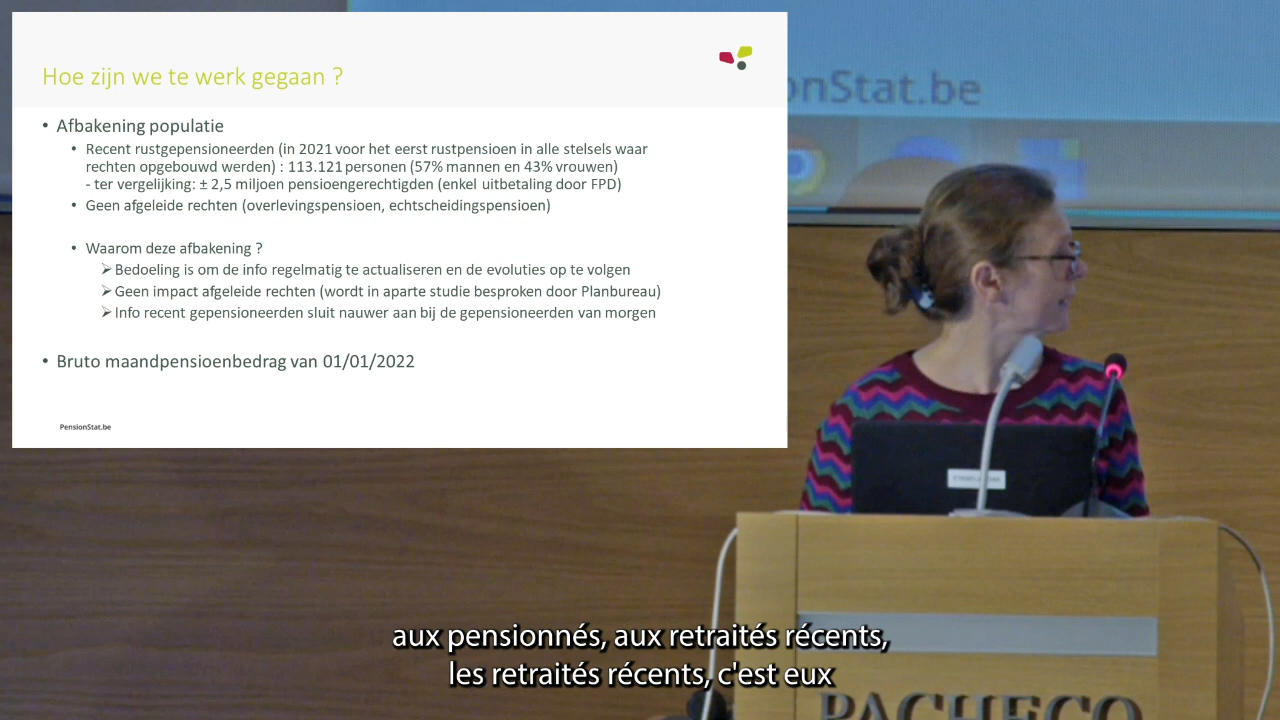 Hoe zijn we te werk gegaan ?
• Afbakening populatie
• Recent rustgepensioneerden (in 2021 voor het eerst rustpensioen in alle stelsels waar
rechten opgebouwd werden) : 113.121 personen (57% mannen en 43% vrouwen)
- ter vergelijking: ± 2,5 miljoen pensioengerechtigden (enkel uitbetaling door FPD)
• Geen afgeleide rechten (overlevingspensioen, echtscheidingspensioen)
• Waarom deze afbakening ?
➢ Bedoeling is om de info regelmatig te actualiseren en de evoluties op te volgen
➢ Geen impact afgeleide rechten (wordt in aparte studie besproken door Planbureau)
➢ Info recent gepensioneerden sluit nauwer aan bij de gepensioneerden van morgen
• Bruto maandpensioenbedrag van 01/01/2022
PensionStat.be
onStat.be
aux pensionnés, aux retraités récents,
les retraités récents, c'est eux
PACHECO